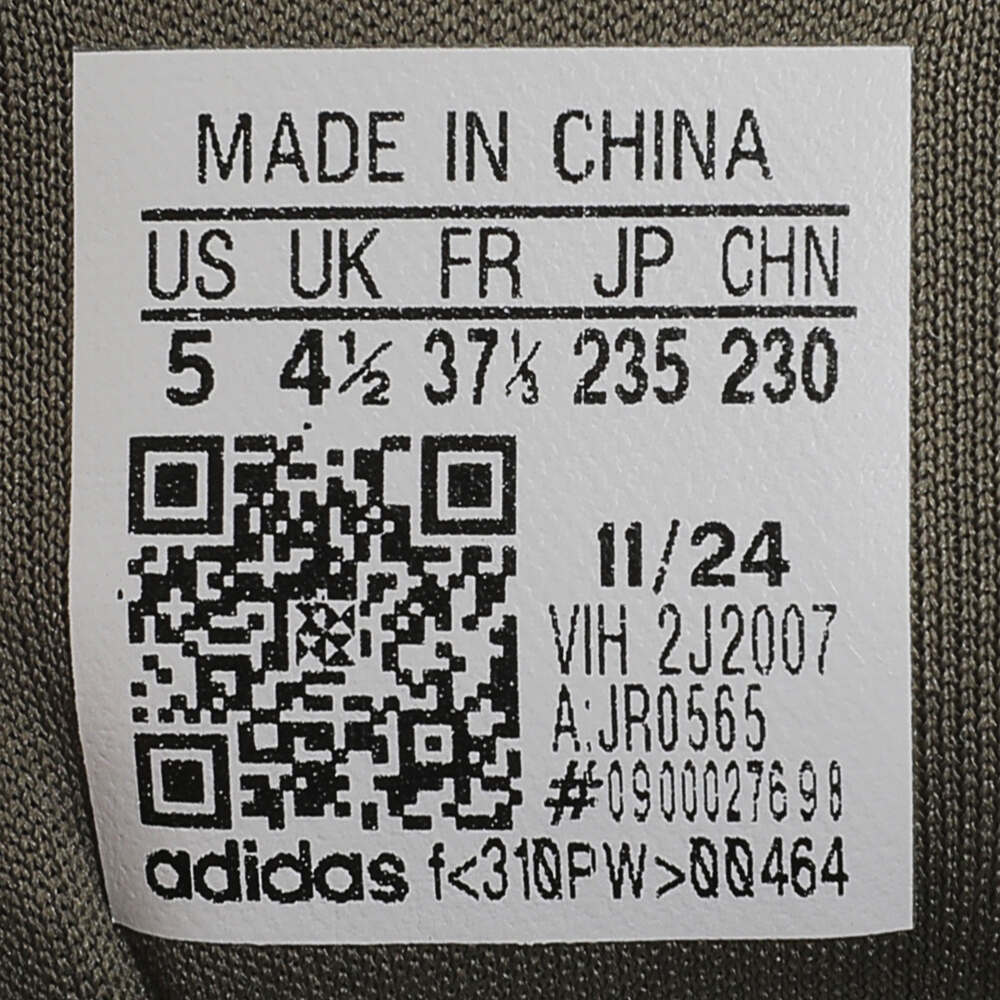 MADE IN CHINA
US UK FR JP CHN
5 4½ 37⅓ 235 230
11/24
VIH 2J2007
A:JR0565
#0900027698
adidas f<310PW>00464